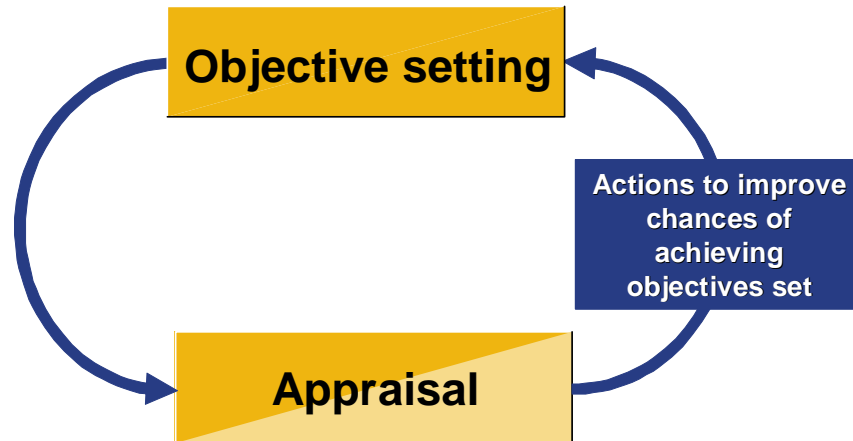 Objective setting
Actions to improve
chances of
achieving
objectives set
Appraisal